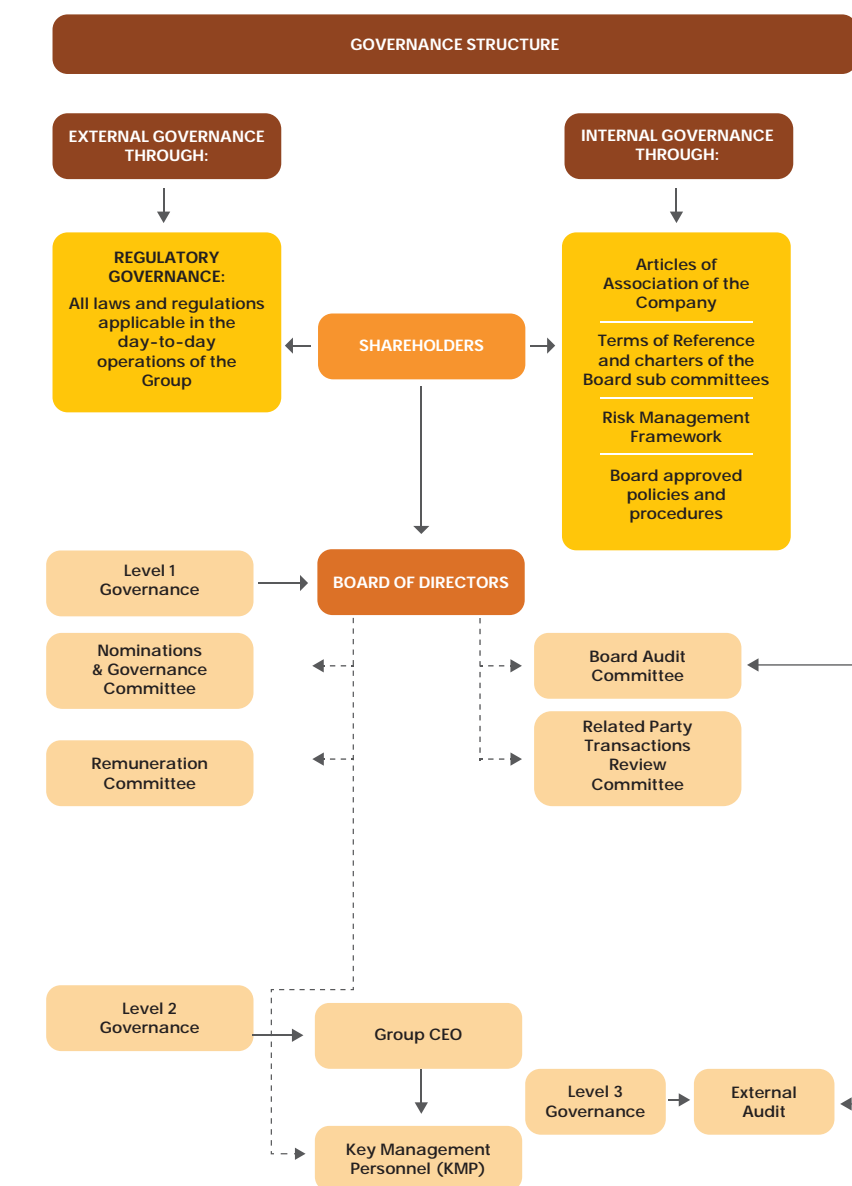 GOVERNANCE STRUCTURE
EXTERNAL GOVERNANCE
THROUGH:
INTERNAL GOVERNANCE
THROUGH:
REGULATORY
GOVERNANCE:
All laws and regulations
applicable in the
day-to-day
operations of the
Group
SHAREHOLDERS
Articles of
Association of the
Company
Terms of Reference
and charters of the
Board sub committees
Risk Management
Framework
Board approved
policies and
procedures
Level 1
Governance
BOARD OF DIRECTORS
Nominations
& Governance
Committee
Board Audit
Committee
Remuneration
Committee
Related Party
Transactions
Review
Committee
Level 2
Governance
Group CEO
Level 3
Governance
External
Audit
Key Management
Personnel (KMP)